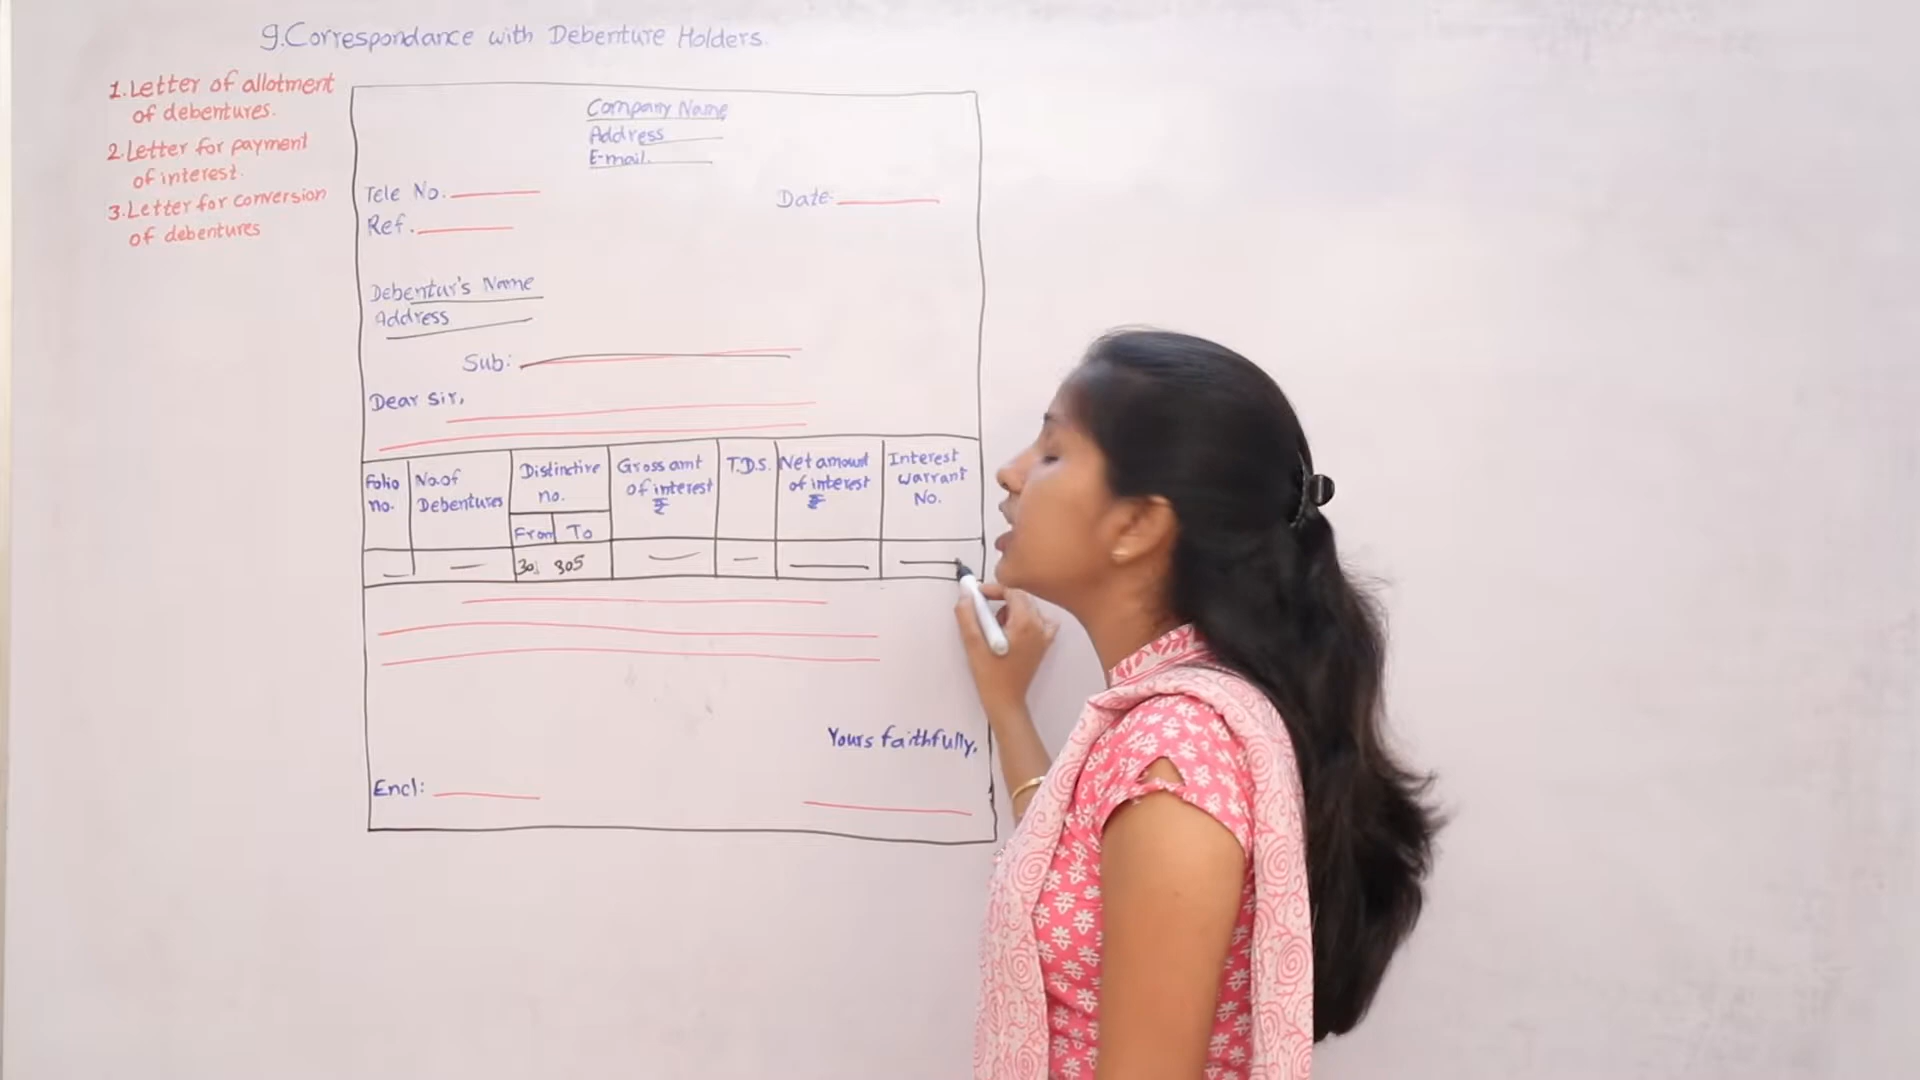 9.Correspondance with Debenture Holders.
1.Letter of allotment
of debentures.
2.Letter for payment
of interest.
3.Letter for conversion
of debentures
Company Name
Address
E-mail.
Tele No.
Date:
Ref.
Debentur's Name
Address
Sub:
Dear Sir,
Folio no.
No.of Debentures
Distinctive no.
From To
Gross amt of interest ₹
T.D.S.
Net amount of interest ₹
Interest warrant No.
305
Yours faithfully,
Encl: